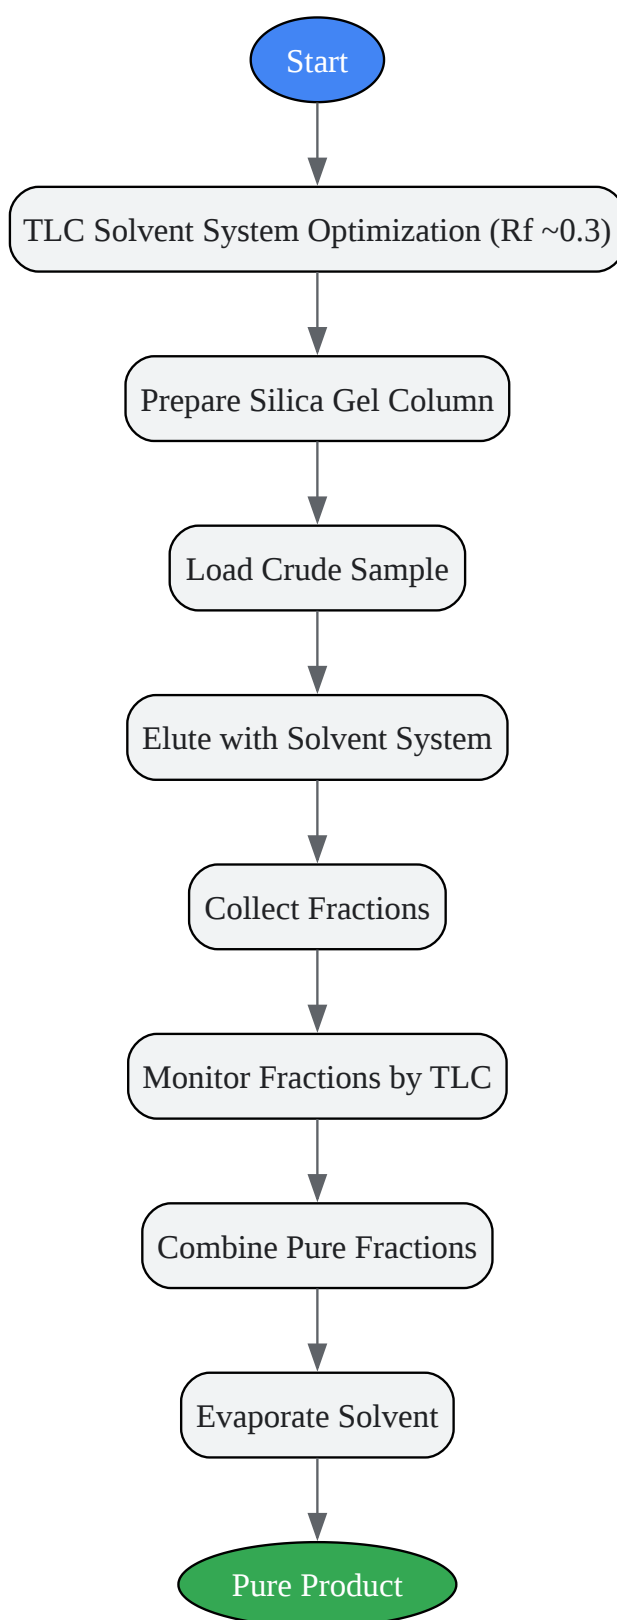 Start
TLC Solvent System Optimization (Rf ~0.3)
Prepare Silica Gel Column
Load Crude Sample
Elute with Solvent System
Collect Fractions
Monitor Fractions by TLC
Combine Pure Fractions
Evaporate Solvent
Pure Product